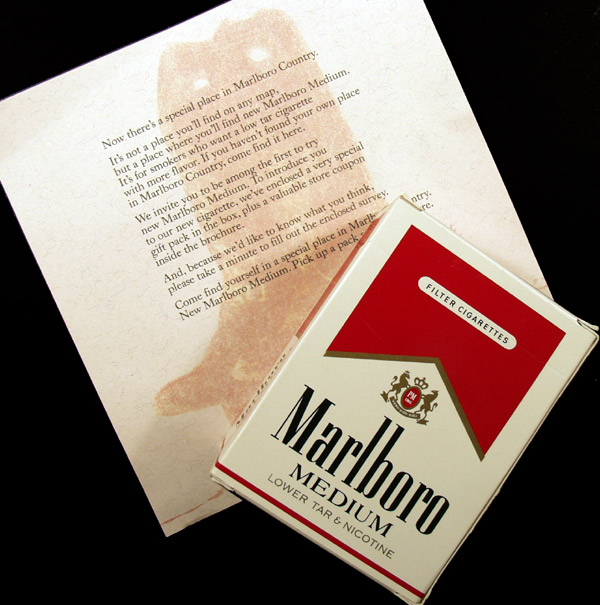 Now there's a special place in Marlboro Country.
It's not a place you'll find on any map,
but a place where you'll find new Marlboro Medium.
It's for smokers who want a low tar cigarette
with more flavor. If you haven't found your own place
in Marlboro Country, come find it here.
We invite you to be among the first to try
new Marlboro Medium. To introduce you
to our new cigarette, we've enclosed a very special
gift pack in the box, plus a valuable store coupon
inside the brochure.
And, because we'd like to know what you think,
please take a minute to fill out the enclosed survey.
Come find yourself in a special place in Marlb ntry.
New Marlboro Medium. Pick up a pack re.
FILTER CIGARETTES
PM
Marlboro
MEDIUM
LOWER TAR & NICOTINE